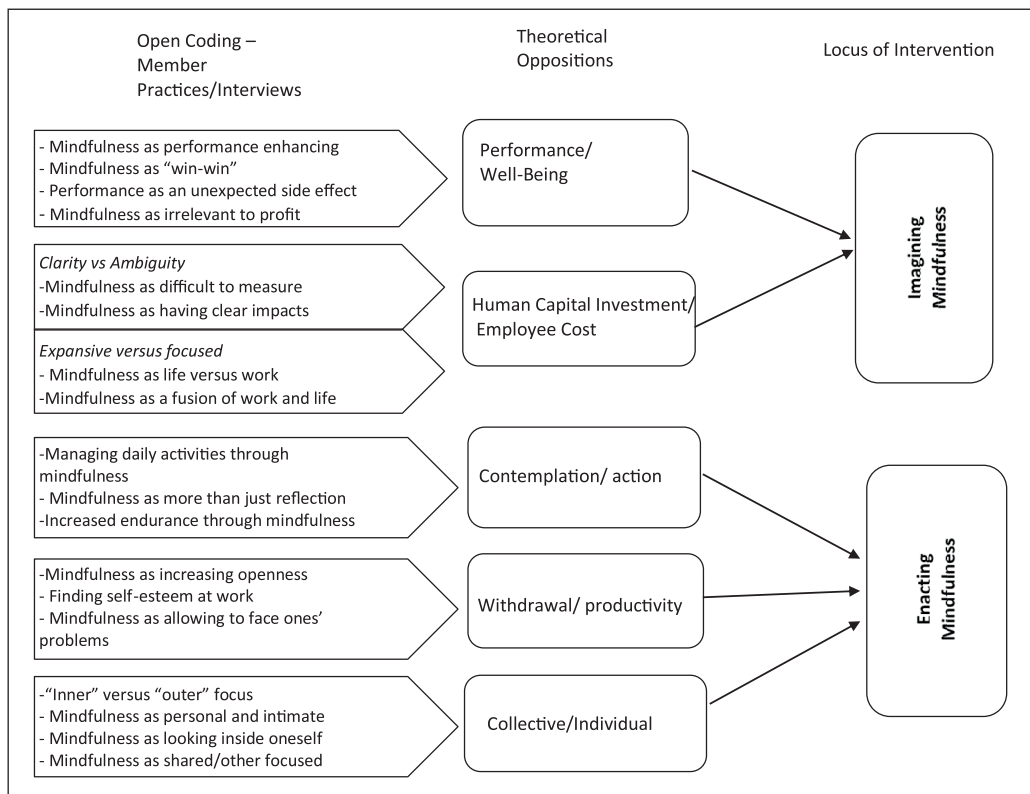 Open Coding –
Member
Practices/Interviews
Theoretical
Oppositions
Locus of Intervention
- Mindfulness as performance enhancing
- Mindfulness as “win-win”
- Performance as an unexpected side effect
- Mindfulness as irrelevant to profit
Performance/
Well-Being
Clarity vs Ambiguity
-Mindfulness as difficult to measure
-Mindfulness as having clear impacts
Expansive versus focused
- Mindfulness as life versus work
-Mindfulness as a fusion of work and life
Human Capital Investment/
Employee Cost
Imagining
Mindfulness
-Managing daily activities through
mindfulness
- Mindfulness as more than just reflection
-Increased endurance through mindfulness
Contemplation/ action
-Mindfulness as increasing openness
- Finding self-esteem at work
- Mindfulness as allowing to face ones’
problems
Withdrawal/ productivity
-“Inner” versus “outer” focus
- Mindfulness as personal and intimate
- Mindfulness as looking inside oneself
- Mindfulness as shared/other focused
Collective/Individual
Enacting
Mindfulness